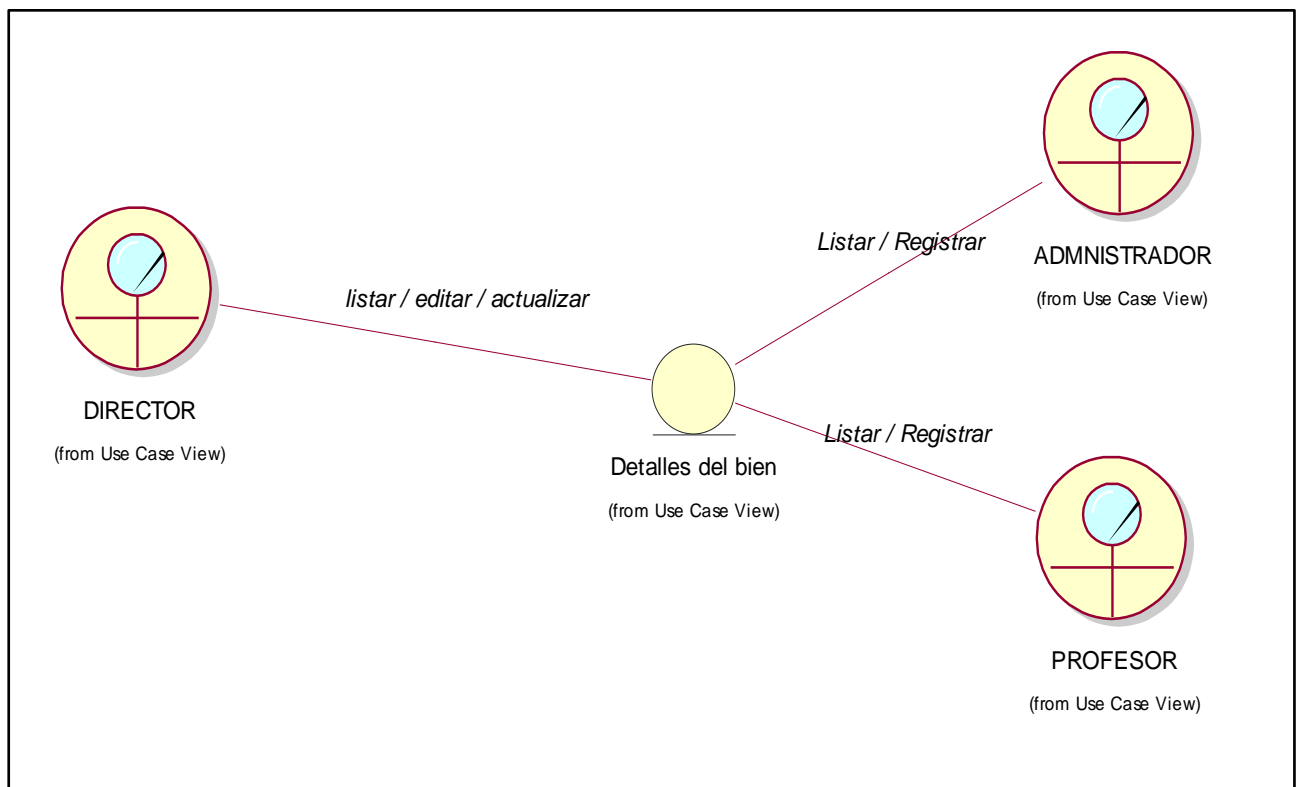 Listar / Registrar
ADMNISTRADOR
(from Use Case View)
listar / editar / actualizar
DIRECTOR
(from Use Case View)
Listar / Registrar
Detalles del bien
(from Use Case View)
PROFESOR
(from Use Case View)